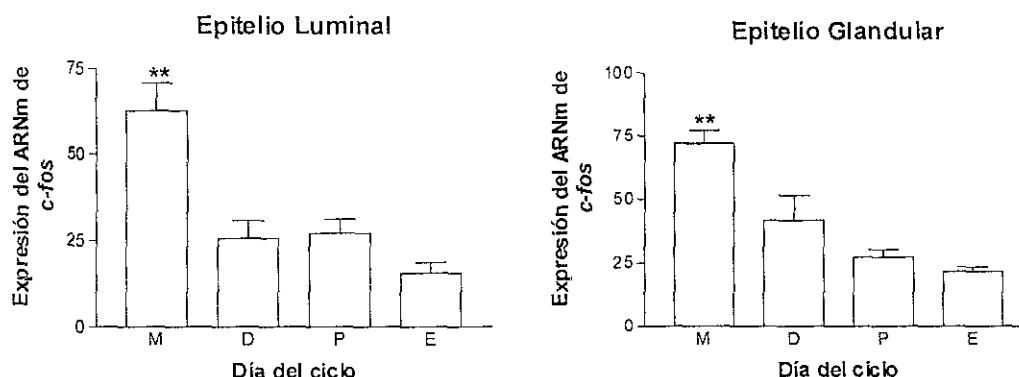 Epitelio Luminal
Expresión del ARNm de
c-fos
75
50
25
0
**
M D P E
Día del ciclo
Epitelio Glandular
Expresión del ARNm de
c-fos
100
75
50
25
0
**
M D P E
Día del ciclo